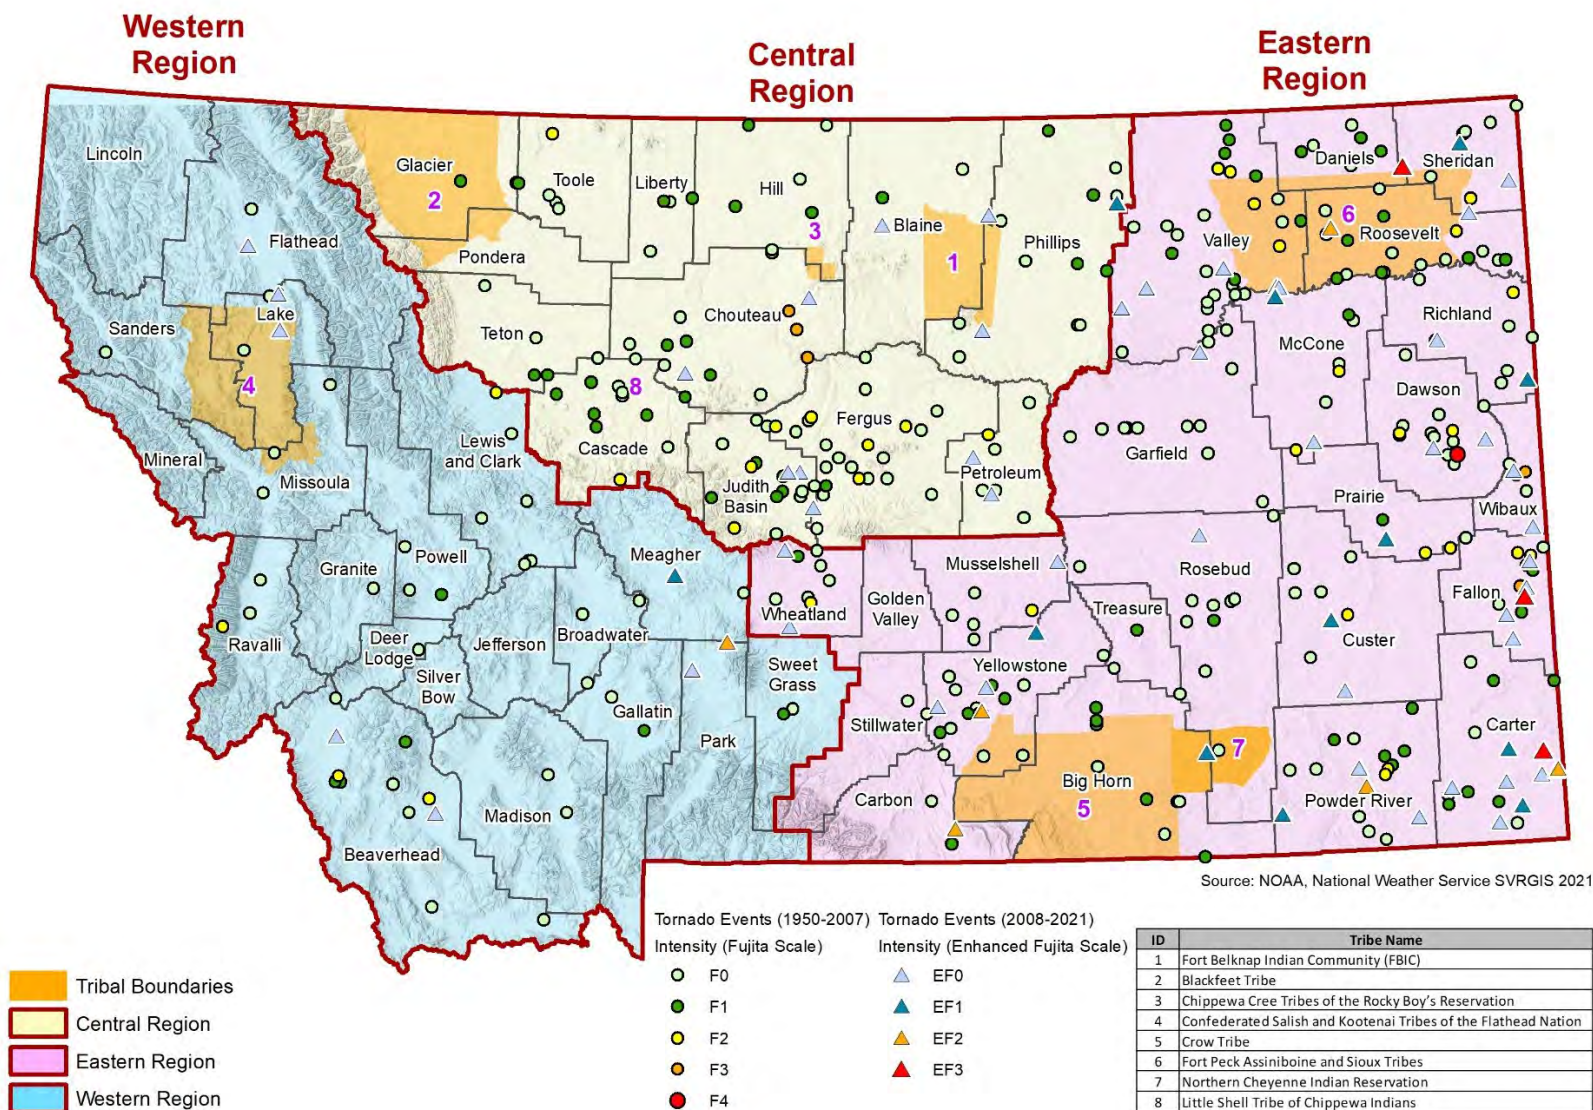 Western
Region
Central
Region
Eastern
Region
Lincoln
Glacier
2
Toole
Liberty
Hill
3
Blaine
1
Phillips
Daniels
Sheridan
6
Roosevelt
Valley
Flathead
Pondera
Lake
Sanders
Teton
Chouteau
Richland
McCone
4
8
Dawson
Fergus
Cascade
Lewis
and Clark
Garfield
Mineral
Missoula
Judith
Basin
Petroleum
Prairie
Wibaux
Powell
Granite
Meagher
Musselshell
Rosebud
Fallon
Golden
Valley
Wheatland
Treasure
Custer
Ravalli
Deer
Lodge
Jefferson
Broadwater
Silver
Bow
Sweet
Grass
Yellowstone
Gallatin
Stillwater
Park
Carter
7
Big Horn
5
Carbon
Powder River
Madison
Beaverhead
Source: NOAA, National Weather Service SVRGIS 2021
Tribal Boundaries
Central Region
Eastern Region
Western Region
Tornado Events (1950-2007)
Intensity (Fujita Scale)
F0
F1
F2
F3
F4
Tornado Events (2008-2021)
Intensity (Enhanced Fujita Scale)
EF0
EF1
EF2
EF3
ID Tribe Name
1 Fort Belknap Indian Community (FBIC)
2 Blackfeet Tribe
3 Chippewa Cree Tribes of the Rocky Boy's Reservation
4 Confederated Salish and Kootenai Tribes of the Flathead Nation
5 Crow Tribe
6 Fort Peck Assiniboine and Sioux Tribes
7 Northern Cheyenne Indian Reservation
8 Little Shell Tribe of Chippewa Indians